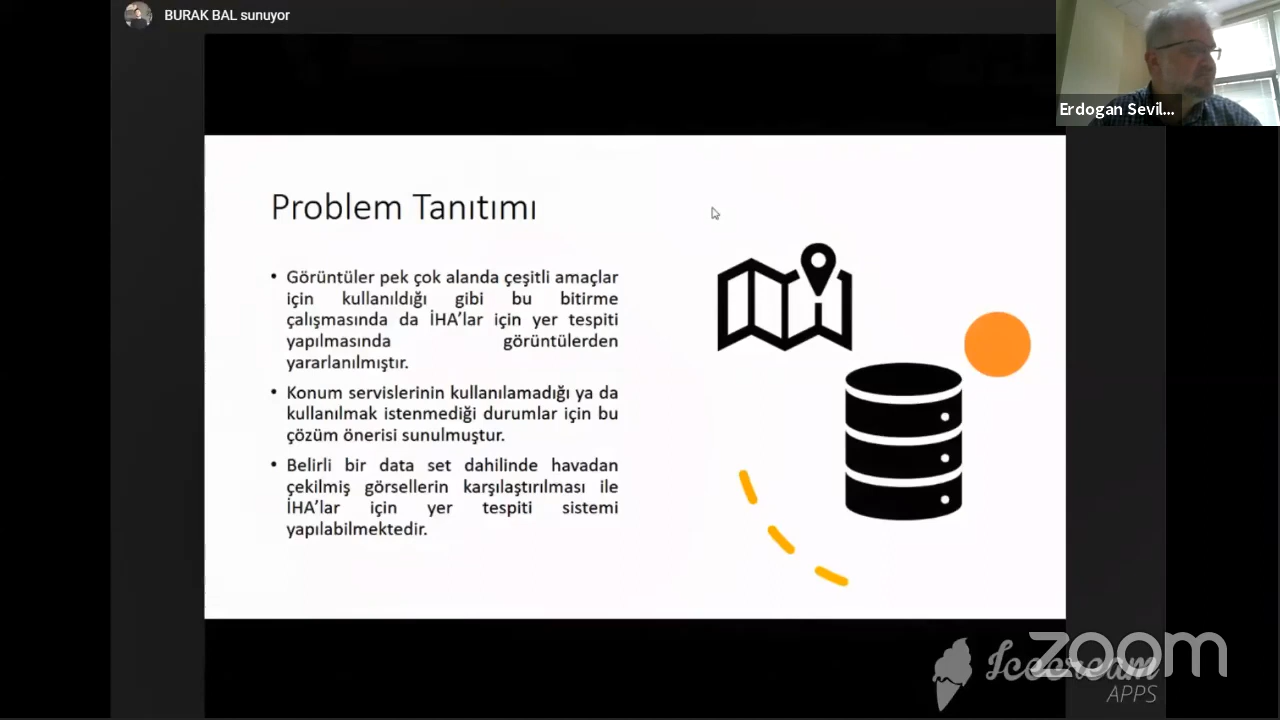 BURAK BAL sunuyor
Erdogan Sevil...
Problem Tanıtımı
• Görüntüler pek çok alanda çeşitli amaçlar
için kullanıldığı gibi bu bitirme
çalışmasında da İHA’lar için yer tespiti
yapılmasında görüntülerden
yararlanılmıştır.
• Konum servislerinin kullanılamadığı ya da
kullanılmak istenmediği durumlar için bu
çözüm önerisi sunulmuştur.
• Belirli bir data set dahilinde havadan
çekilmiş görsellerin karşılaştırılması ile
İHA’lar için yer tespiti sistemi
yapılabilmektedir.
zoom
Icecream
APPS